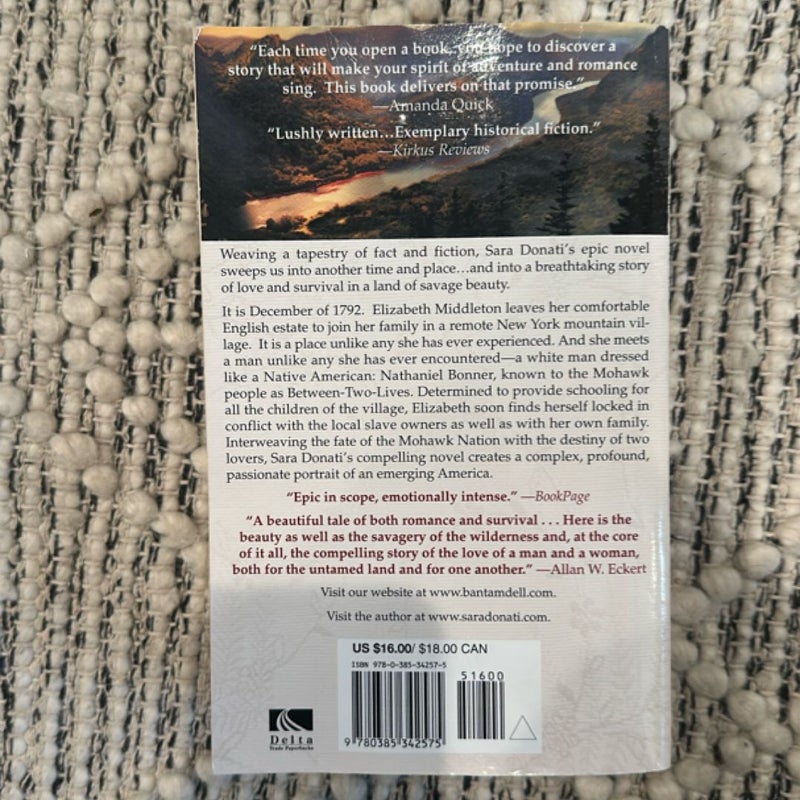 “Each time you open a book, you hope to discover a
story that will make your spirit of adventure and romance
sing. This book delivers on that promise.”
—Amanda Quick
“Lushly written...Exemplary historical fiction.”
—Kirkus Reviews
Weaving a tapestry of fact and fiction, Sara Donati’s epic novel
sweeps us into another time and place...and into a breathtaking story
of love and survival in a land of savage beauty.
It is December of 1792. Elizabeth Middleton leaves her comfortable
English estate to join her family in a remote New York mountain vil-
lage. It is a place unlike any she has ever experienced. And she meets
a man unlike any she has ever encountered—a white man dressed
like a Native American: Nathaniel Bonner, known to the Mohawk
people as Between-Two-Lives. Determined to provide schooling for
all the children of the village, Elizabeth soon finds herself locked in
conflict with the local slave owners as well as with her own family.
Interweaving the fate of the Mohawk Nation with the destiny of two
lovers, Sara Donati’s compelling novel creates a complex, profound,
passionate portrait of an emerging America.
“Epic in scope, emotionally intense.” —BookPage
“A beautiful tale of both romance and survival . . . Here is the
beauty as well as the savagery of the wilderness and, at the core
of it all, the compelling story of the love of a man and a woman,
both for the untamed land and for one another.” —Allan W. Eckert
Visit our website at www.bantamdell.com.
Visit the author at www.saradonati.com.
US $16.00/ $18.00 CAN
ISBN 978-0-385-34257-5
51600
9 780385 342575
Delta
Trade Paperbacks